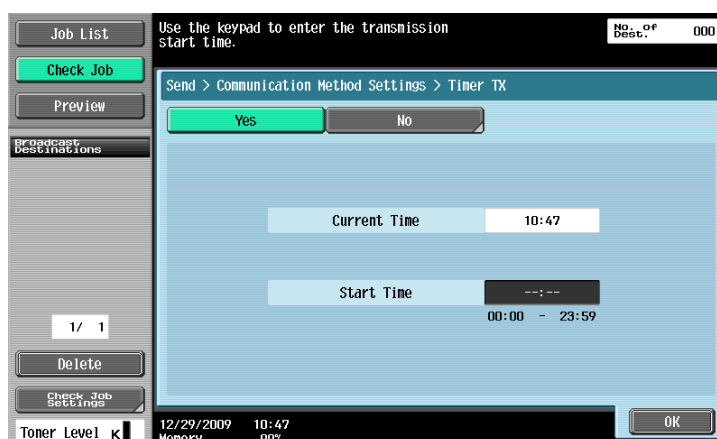 Job List
Check Job
Preview
Broadcast
Destinations
1/ 1
Delete
Check Job
Settings
Toner Level K
Use the keypad to enter the transmission
start time.
No. of
Dest. 000
Send > Communication Method Settings > Timer TX
Yes No
Current Time 10:47
Start Time --:--
00:00 - 23:59
OK
12/29/2009 10:47
Memory 00%